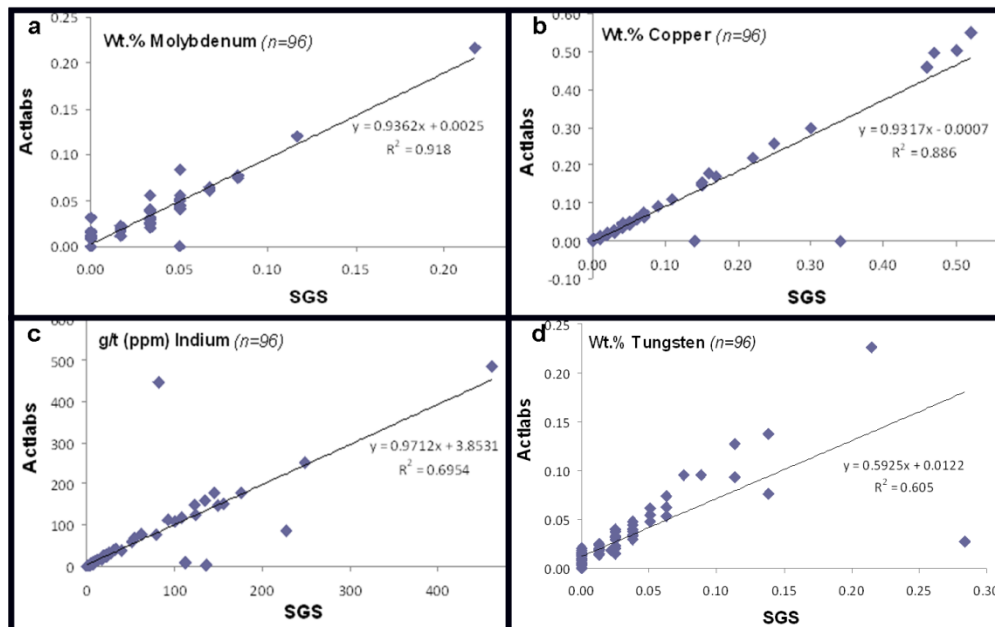 a
Wt.% Molybdenum (n=96)
0.25
0.20
0.15
0.10
0.05
0.00
Actlabs
y = 0.9362x + 0.0025
R² = 0.918
0.00 0.05 0.10 0.15 0.20
SGS
b
Wt.% Copper (n=96)
0.60
0.50
0.40
0.30
0.20
0.10
0.00
-0.10
Actlabs
y = 0.9317x - 0.0007
R² = 0.886
0.00 0.10 0.20 0.30 0.40 0.50
SGS
c
g/t (ppm) Indium (n=96)
600
500
400
300
200
100
0
Actlabs
y = 0.9712x + 3.8531
R² = 0.6954
0 100 200 300 400
SGS
d
Wt.% Tungsten (n=96)
0.25
0.20
0.15
0.10
0.05
0.00
Actlabs
y = 0.5925x + 0.0122
R² = 0.605
0.00 0.05 0.10 0.15 0.20 0.25 0.30
SGS